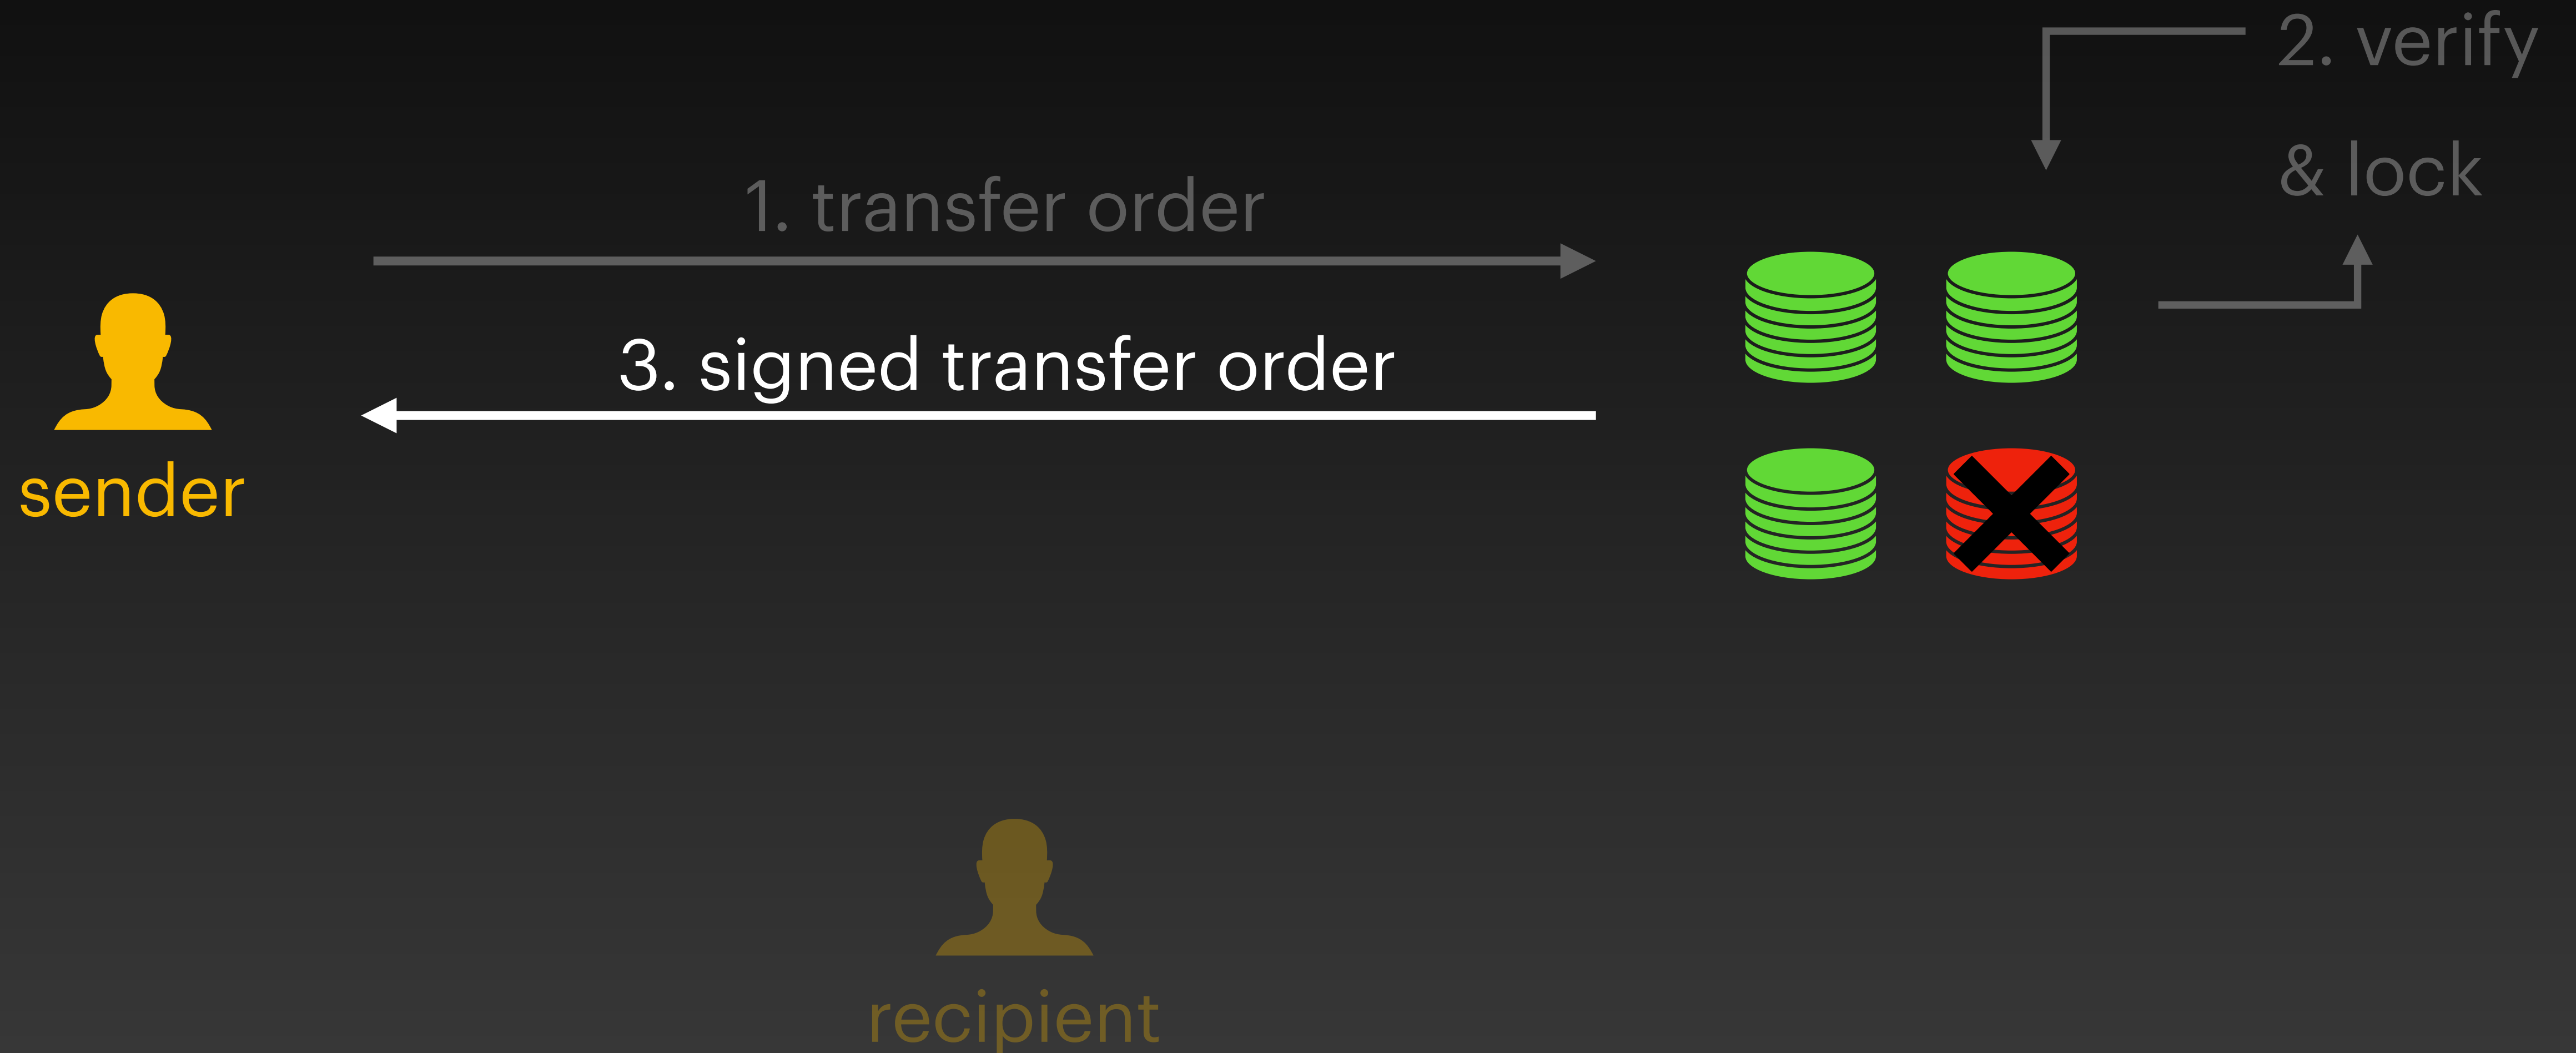 2. verify
& lock
1. transfer order
3. signed transfer order
sender
recipient